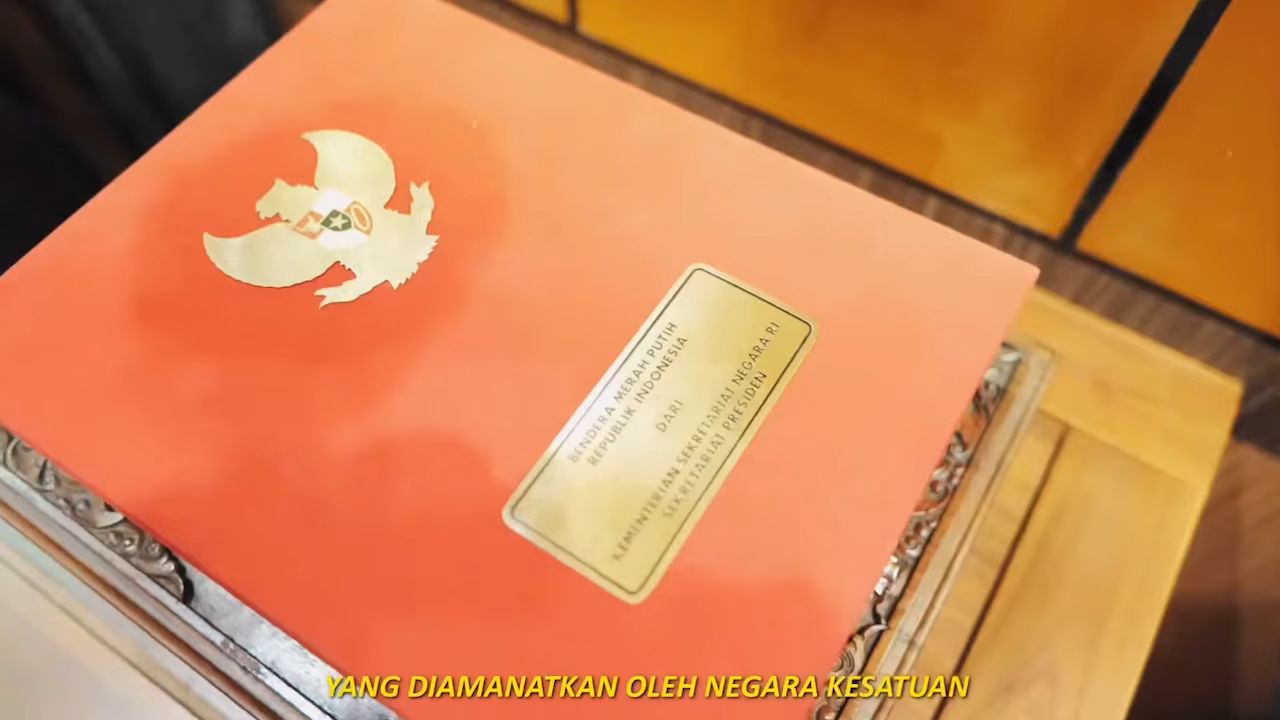 BENDERA MERAH PUTIH
REPUBLIK INDONESIA
DARI
KEMENTERIAN SEKRETARIAT NEGARA RI
SEKRETARIAT PRESIDEN
YANG DIAMANATKAN OLEH NEGARA KESATUAN